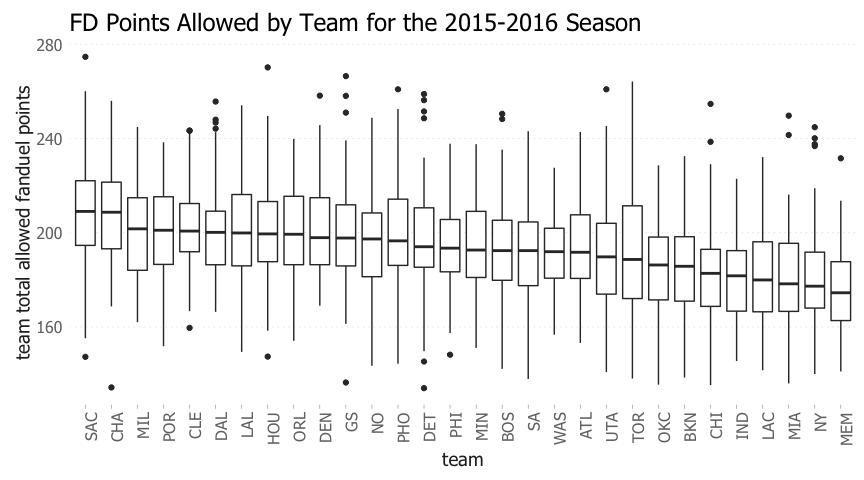 FD Points Allowed by Team for the 2015-2016 Season
team total allowed fanduel points
280
240
200
160
SAC
CHA
MIL
POR
CLE
DAL
LAL
HOU
ORL
DEN
GS
NO
PHO
DET
PHI
MIN
BOS
SA
WAS
ATL
UTA
TOR
OKC
BKN
CHI
IND
LAC
MIA
NY
MEM
team